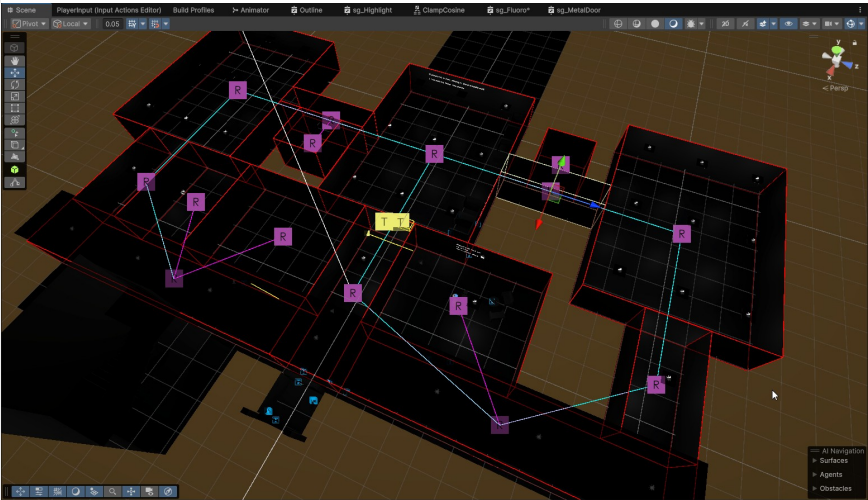 Scene
PlayerInput (Input Actions Editor)
Build Profiles
Animator
Outline
sg_Highlight
ClampCosine
sg_Fluoro*
sg_MetalDoor
Pivot
Local
0.05
2D
y
x
z
Persp
R
R
R
R
R
R
R
T
T
R
R
R
R
R
R
R
AI Navigation
Surfaces
Agents
Obstacles